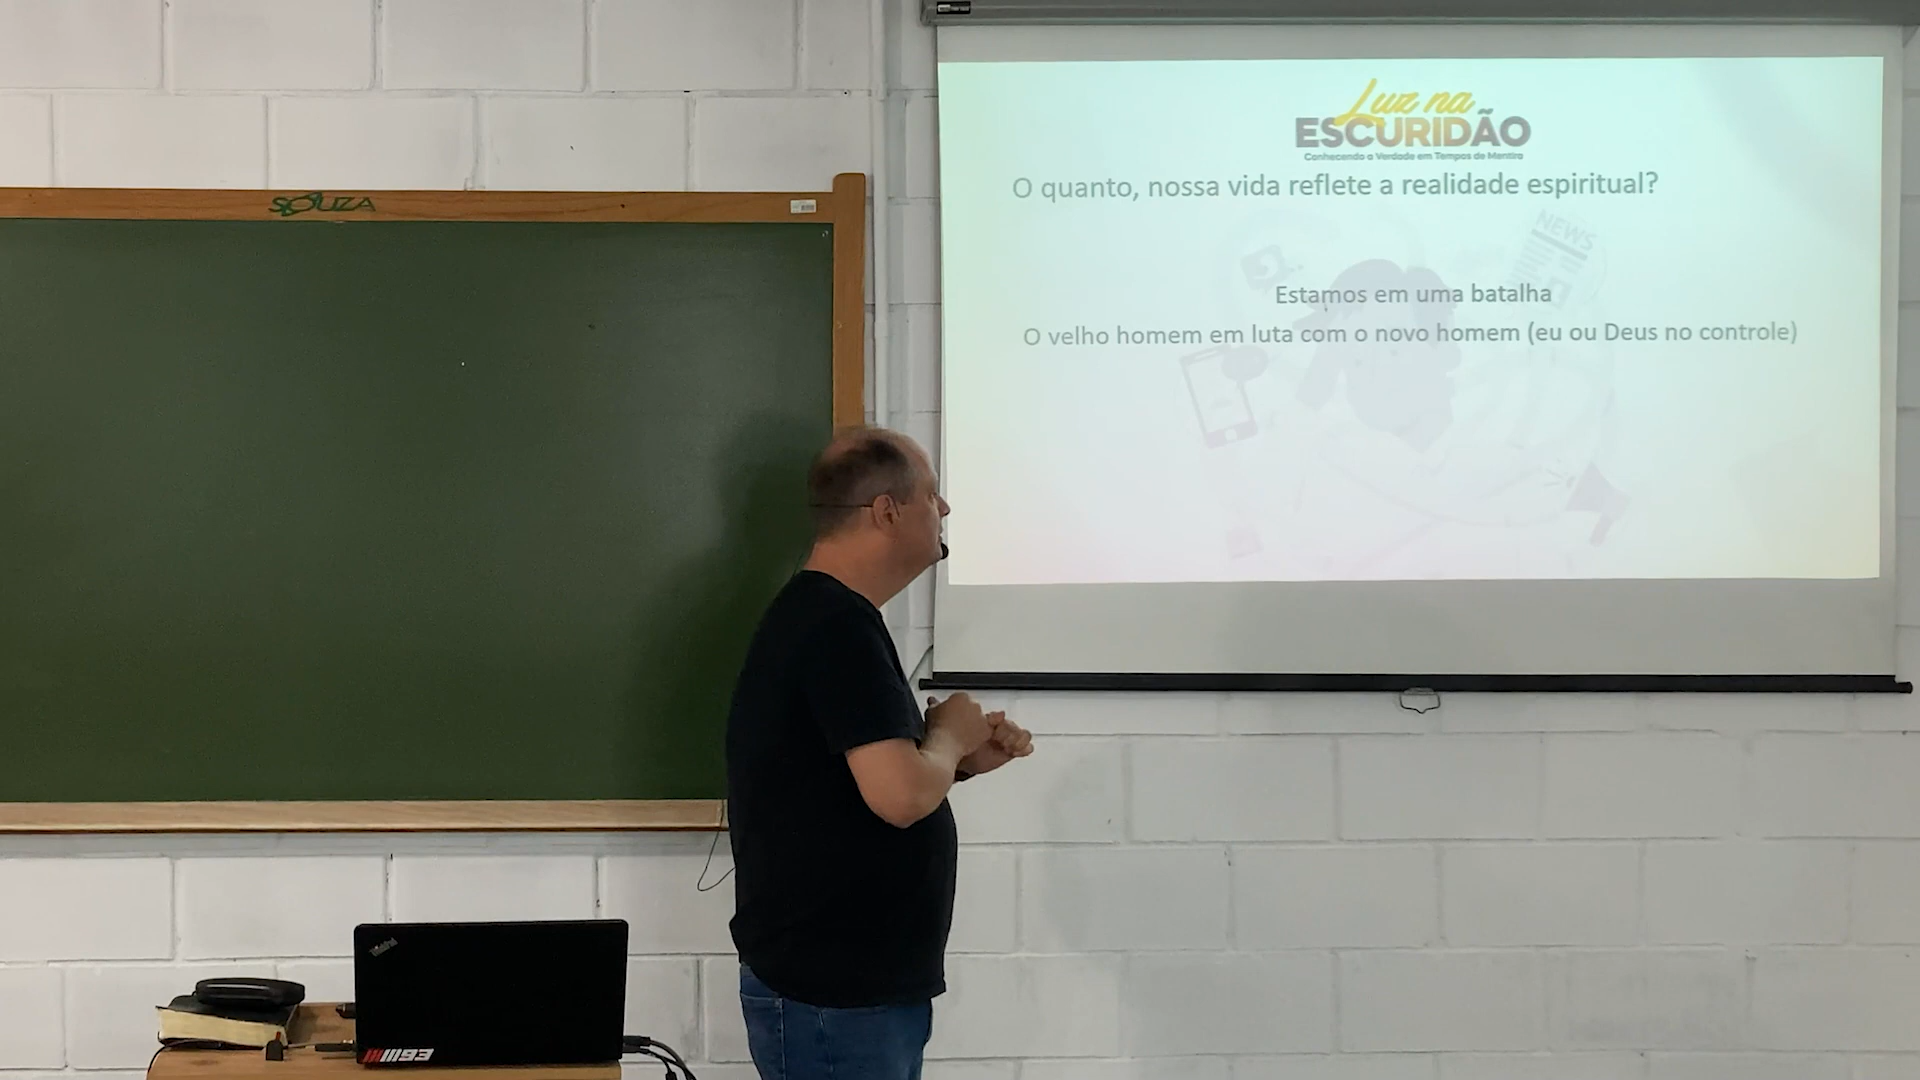 SOUZA
Luz na
ESCURIDÃO
Conhecendo a Verdade em Tempos de Mentira
O quanto, nossa vida reflete a realidade espiritual?
NEWS
Estamos em uma batalha
O velho homem em luta com o novo homem (eu ou Deus no controle)
ThinkPad